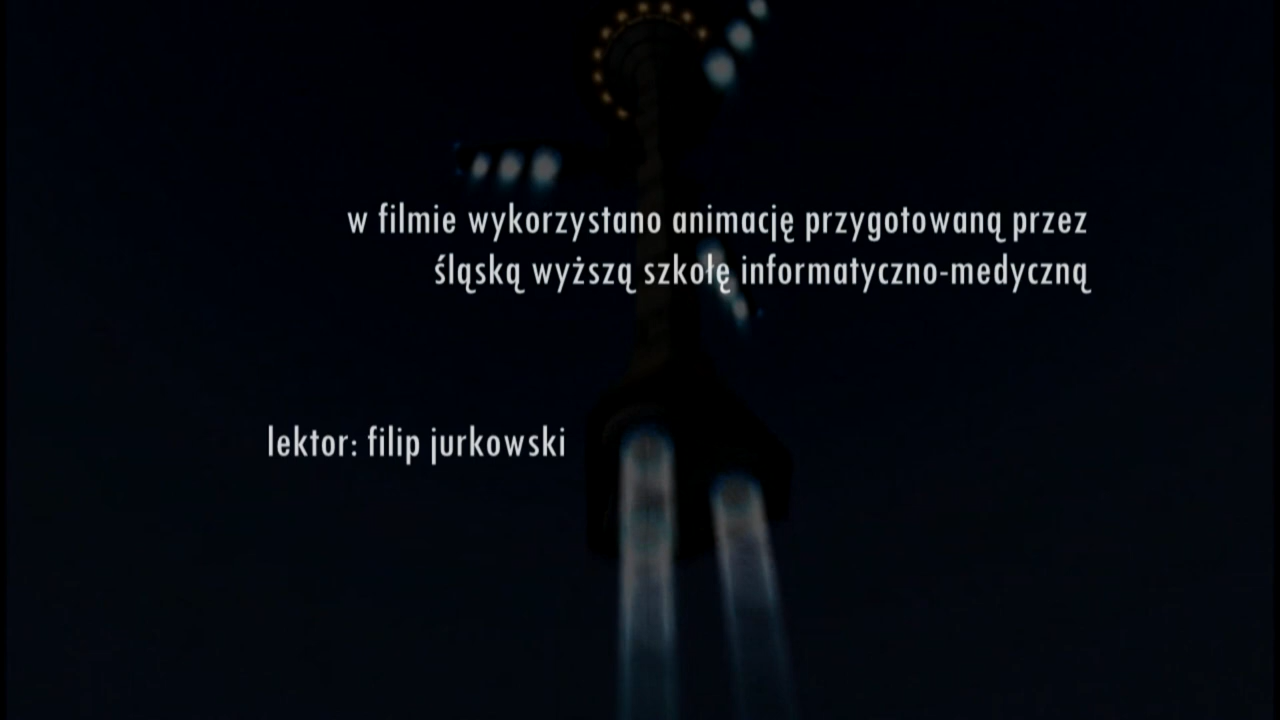 w filmie wykorzystano animację przygotowaną przez
śląską wyższą szkołę informatyczno-medyczną
lektor: filip jurkowski